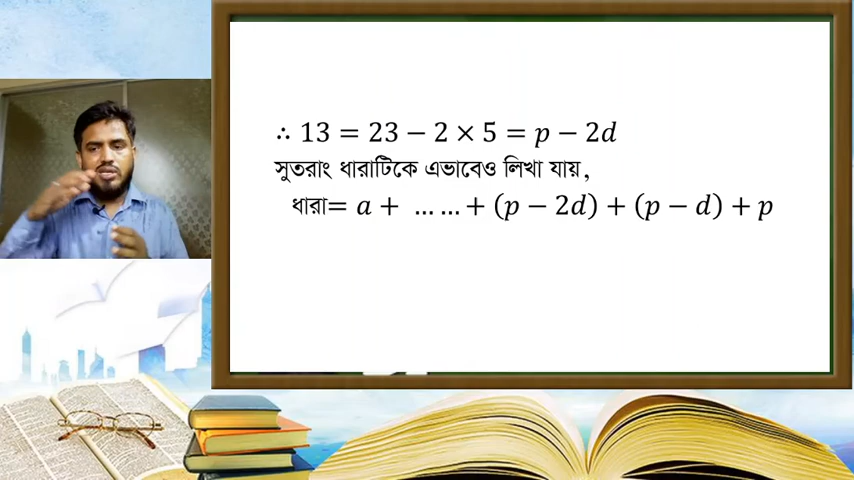 ∴ 13 = 23 − 2 × 5 = p − 2d
সুতরাং ধারাটিকে এভাবেও লিখা যায়,
ধারা= a + … … + (p − 2d) + (p − d) + p